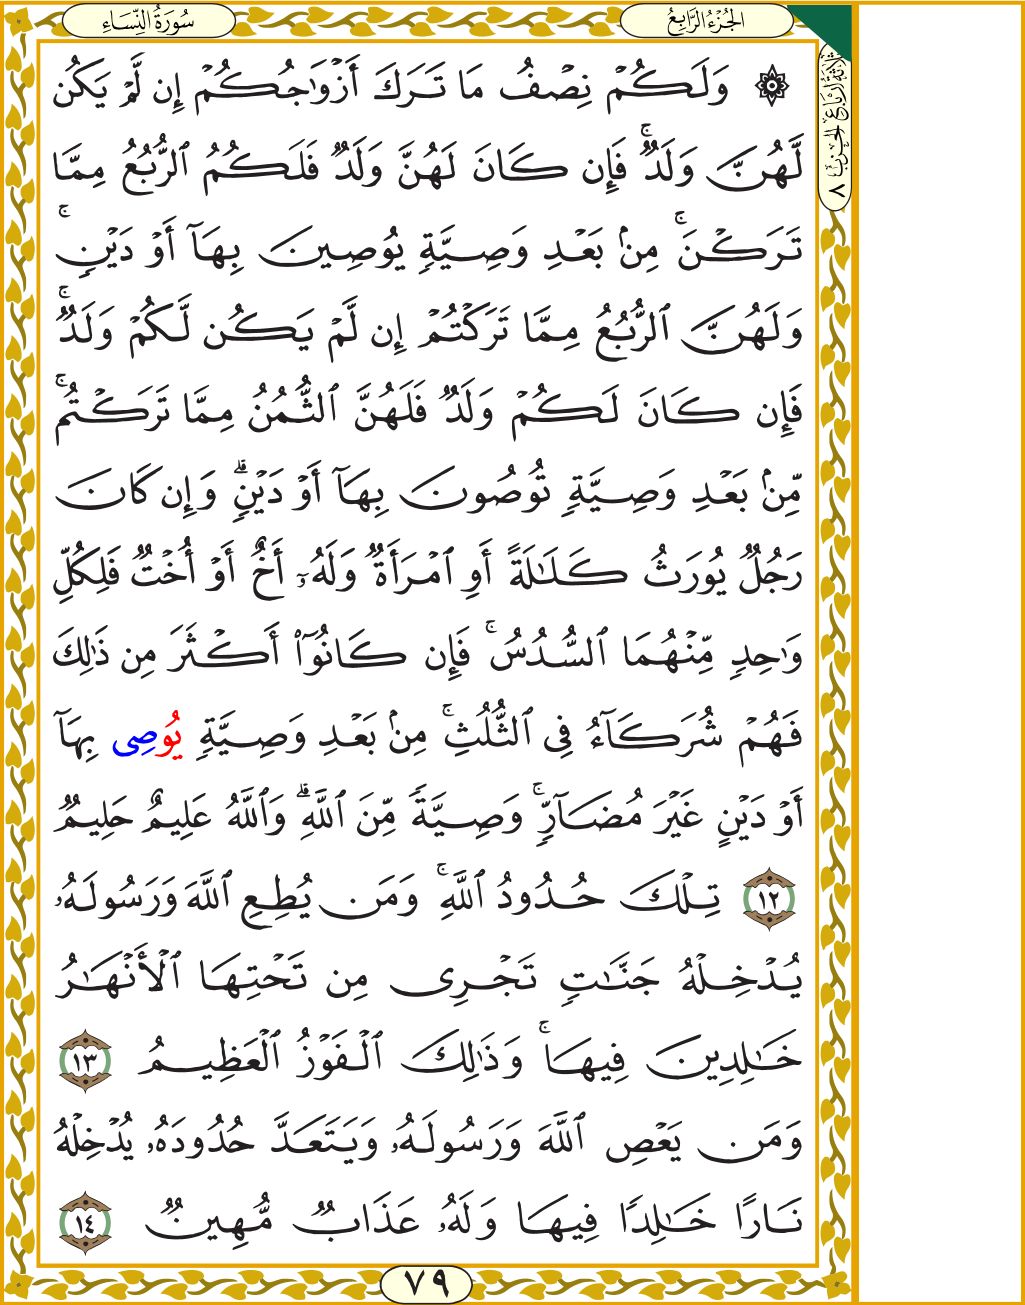 سُورَةُ النِّسَاءِ
الجُزْءُ الرَّابِعُ
ثَلَاثَةُ أَرْبَاعِ الحِزْبِ ٨
۞ وَلَكُمۡ نِصۡفُ مَا تَرَكَ أَزۡوَٰجُكُمۡ إِن لَّمۡ يَكُن
لَّهُنَّ وَلَدٞۚ فَإِن كَانَ لَهُنَّ وَلَدٞ فَلَكُمُ ٱلرُّبُعُ مِمَّا
تَرَكۡنَۚ مِنۢ بَعۡدِ وَصِيَّةٖ يُوصِينَ بِهَآ أَوۡ دَيۡنٖۚ
وَلَهُنَّ ٱلرُّبُعُ مِمَّا تَرَكۡتُمۡ إِن لَّمۡ يَكُن لَّكُمۡ وَلَدٞۚ
فَإِن كَانَ لَكُمۡ وَلَدٞ فَلَهُنَّ ٱلثُّمُنُ مِمَّا تَرَكۡتُمۚ
مِّنۢ بَعۡدِ وَصِيَّةٖ تُوصُونَ بِهَآ أَوۡ دَيۡنٖۗ وَإِن كَانَ
رَجُلٞ يُورَثُ كَلَٰلَةً أَوِ ٱمۡرَأَةٞ وَلَهُۥٓ أَخٌ أَوۡ أُخۡتٞ فَلِكُلِّ
وَٰحِدٖ مِّنۡهُمَا ٱلسُّدُسُۚ فَإِن كَانُوٓاْ أَكۡثَرَ مِن ذَٰلِكَ
فَهُمۡ شُرَكَآءُ فِي ٱلثُّلُثِۚ مِنۢ بَعۡدِ وَصِيَّةٖ يُوصِي بِهَآ
أَوۡ دَيۡنٍ غَيۡرَ مُضَآرّٖۚ وَصِيَّةٗ مِّنَ ٱللَّهِۗ وَٱللَّهُ عَلِيمٌ حَلِيمٞ
١٢ تِلۡكَ حُدُودُ ٱللَّهِۚ وَمَن يُطِعِ ٱللَّهَ وَرَسُولَهُۥ
يُدۡخِلۡهُ جَنَّٰتٖ تَجۡرِي مِن تَحۡتِهَا ٱلۡأَنۡهَٰرُ
خَٰلِدِينَ فِيهَاۚ وَذَٰلِكَ ٱلۡفَوۡزُ ٱلۡعَظِيمُ ١٣
وَمَن يَعۡصِ ٱللَّهَ وَرَسُولَهُۥ وَيَتَعَدَّ حُدُودَهُۥ يُدۡخِلۡهُ
نَارًا خَٰلِدٗا فِيهَا وَلَهُۥ عَذَابٞ مُّهِينٞ ١٤
٧٩